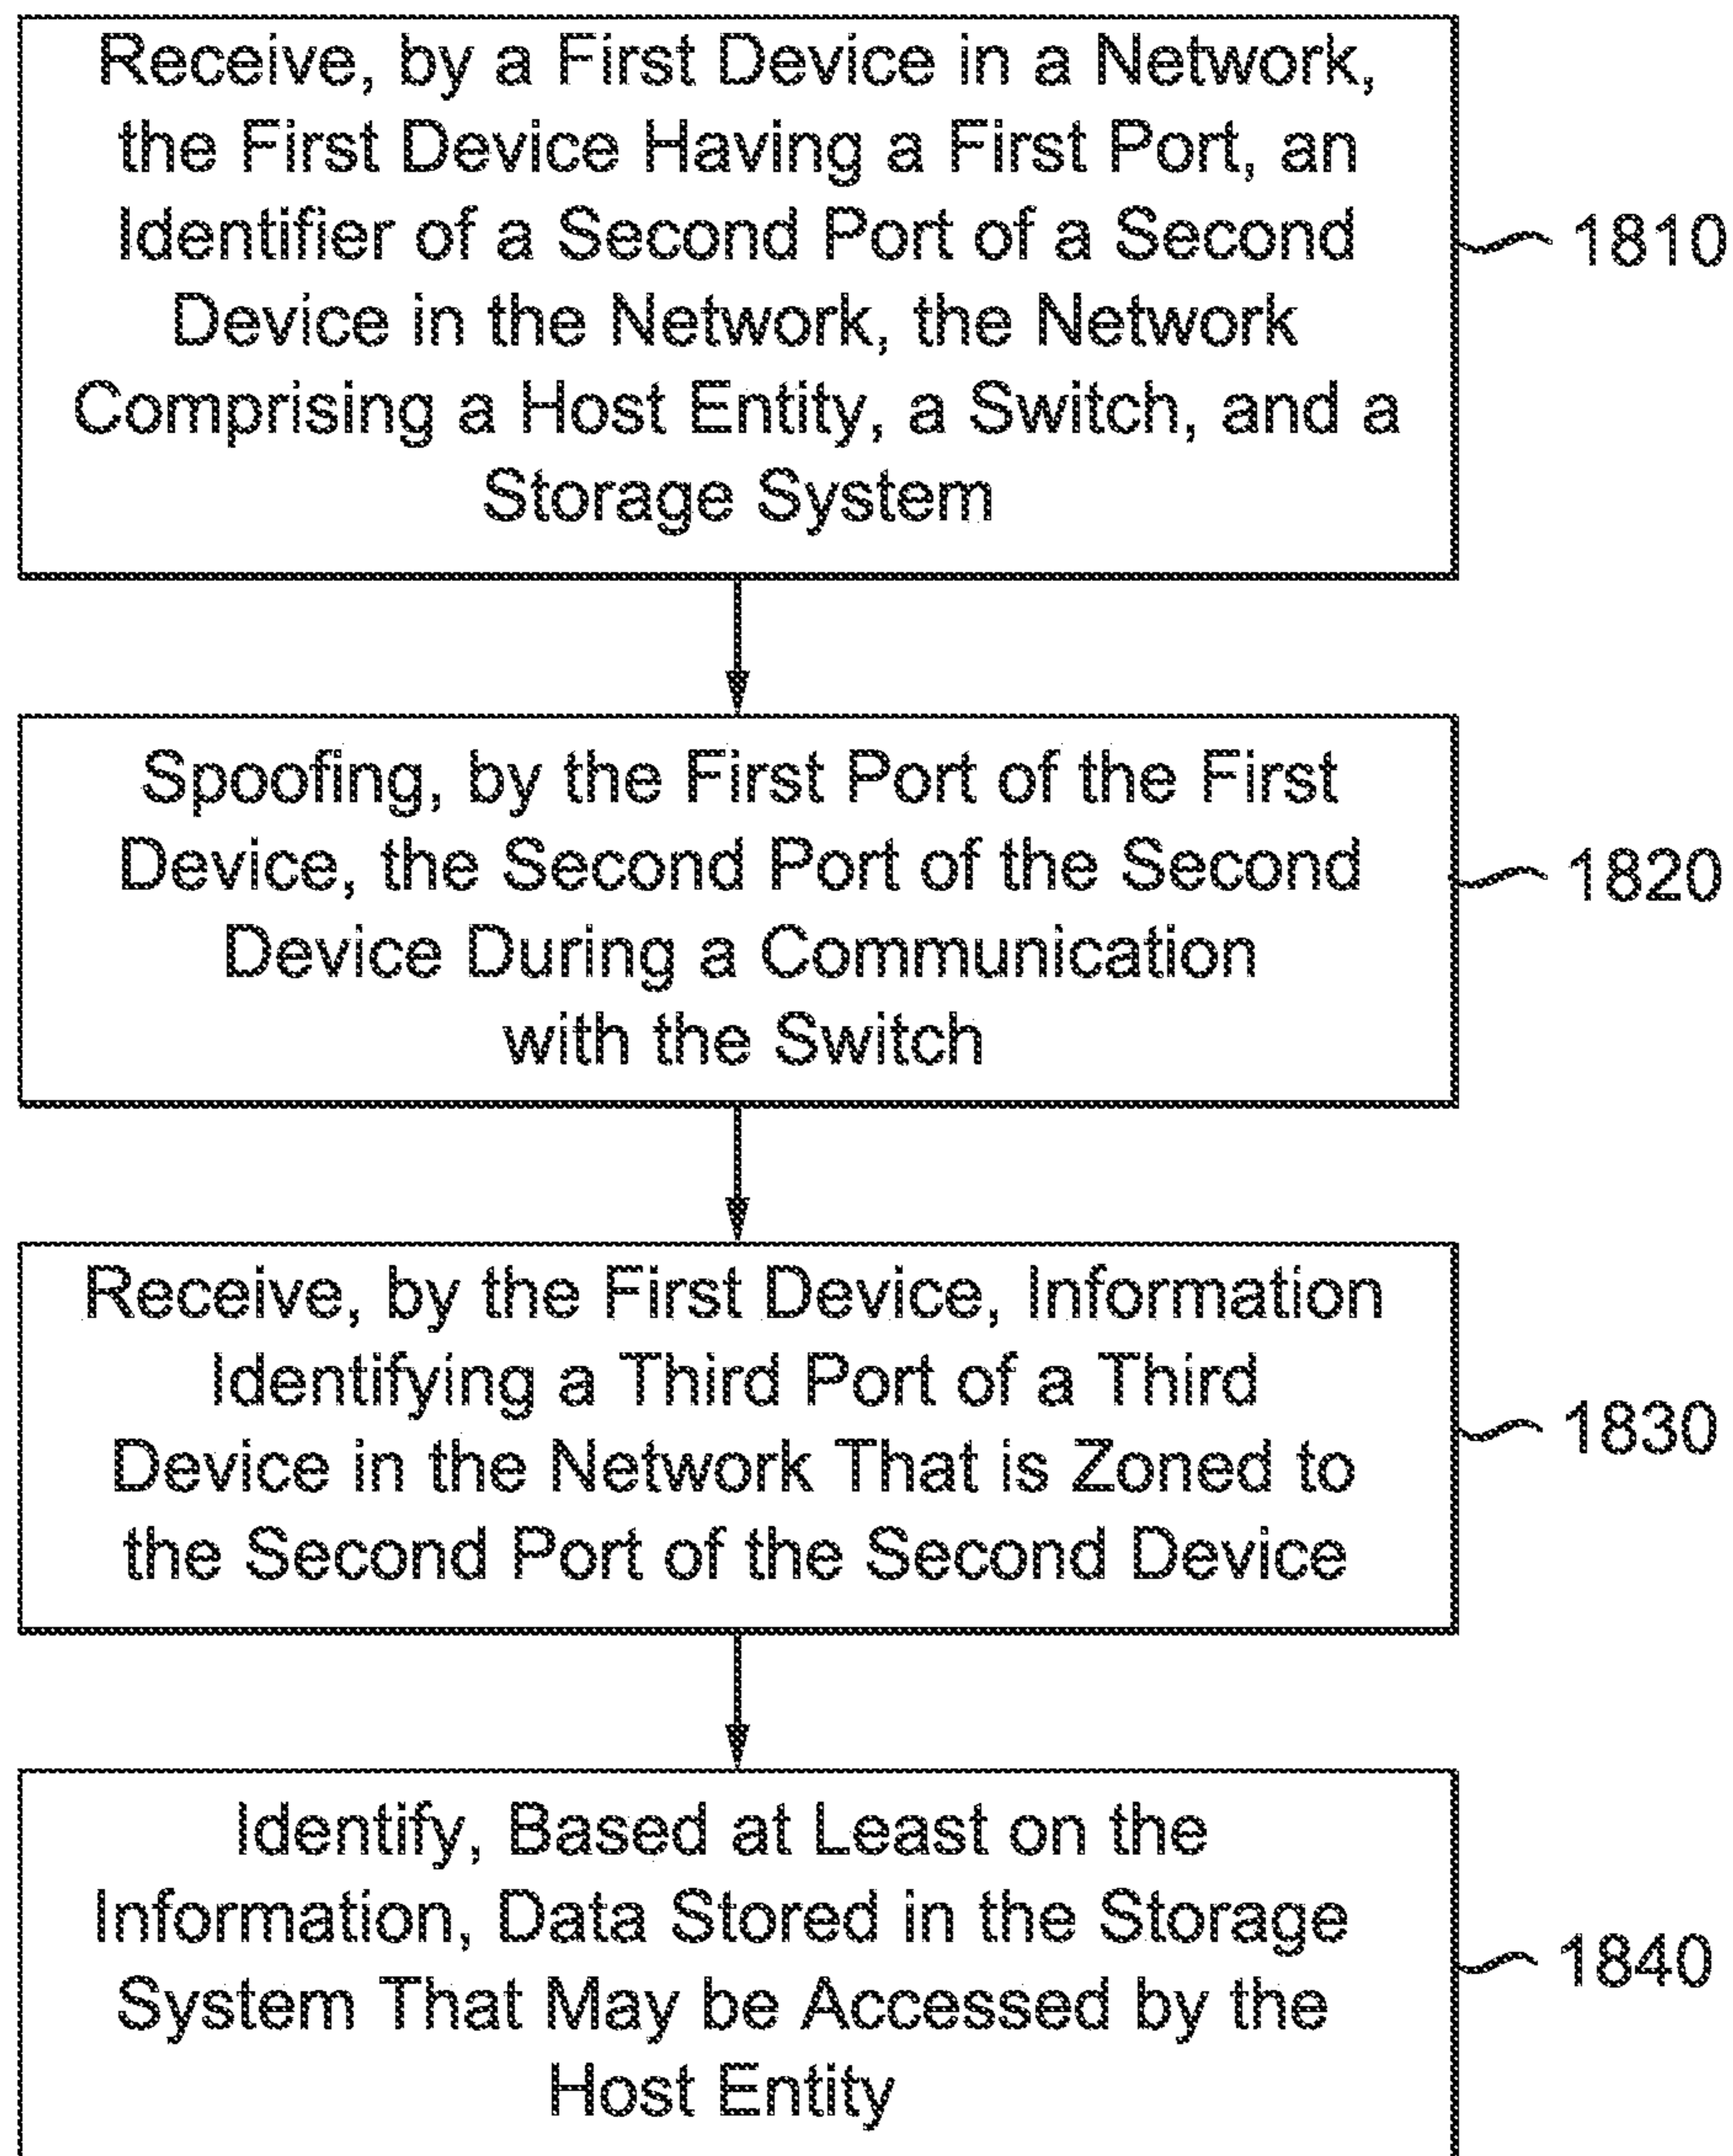 Receive, by a First Device in a Network,
the First Device Having a First Port, an
Identifier of a Second Port of a Second
Device in the Network, the Network
Comprising a Host Entity, a Switch, and a
Storage System
1810
Spoofing, by the First Port of the First
Device, the Second Port of the Second
Device During a Communication
with the Switch
1820
Receive, by the First Device, Information
Identifying a Third Port of a Third
Device in the Network That is Zoned to
the Second Port of the Second Device
1830
Identify, Based at Least on the
Information, Data Stored in the Storage
System That May be Accessed by the
Host Entity
1840